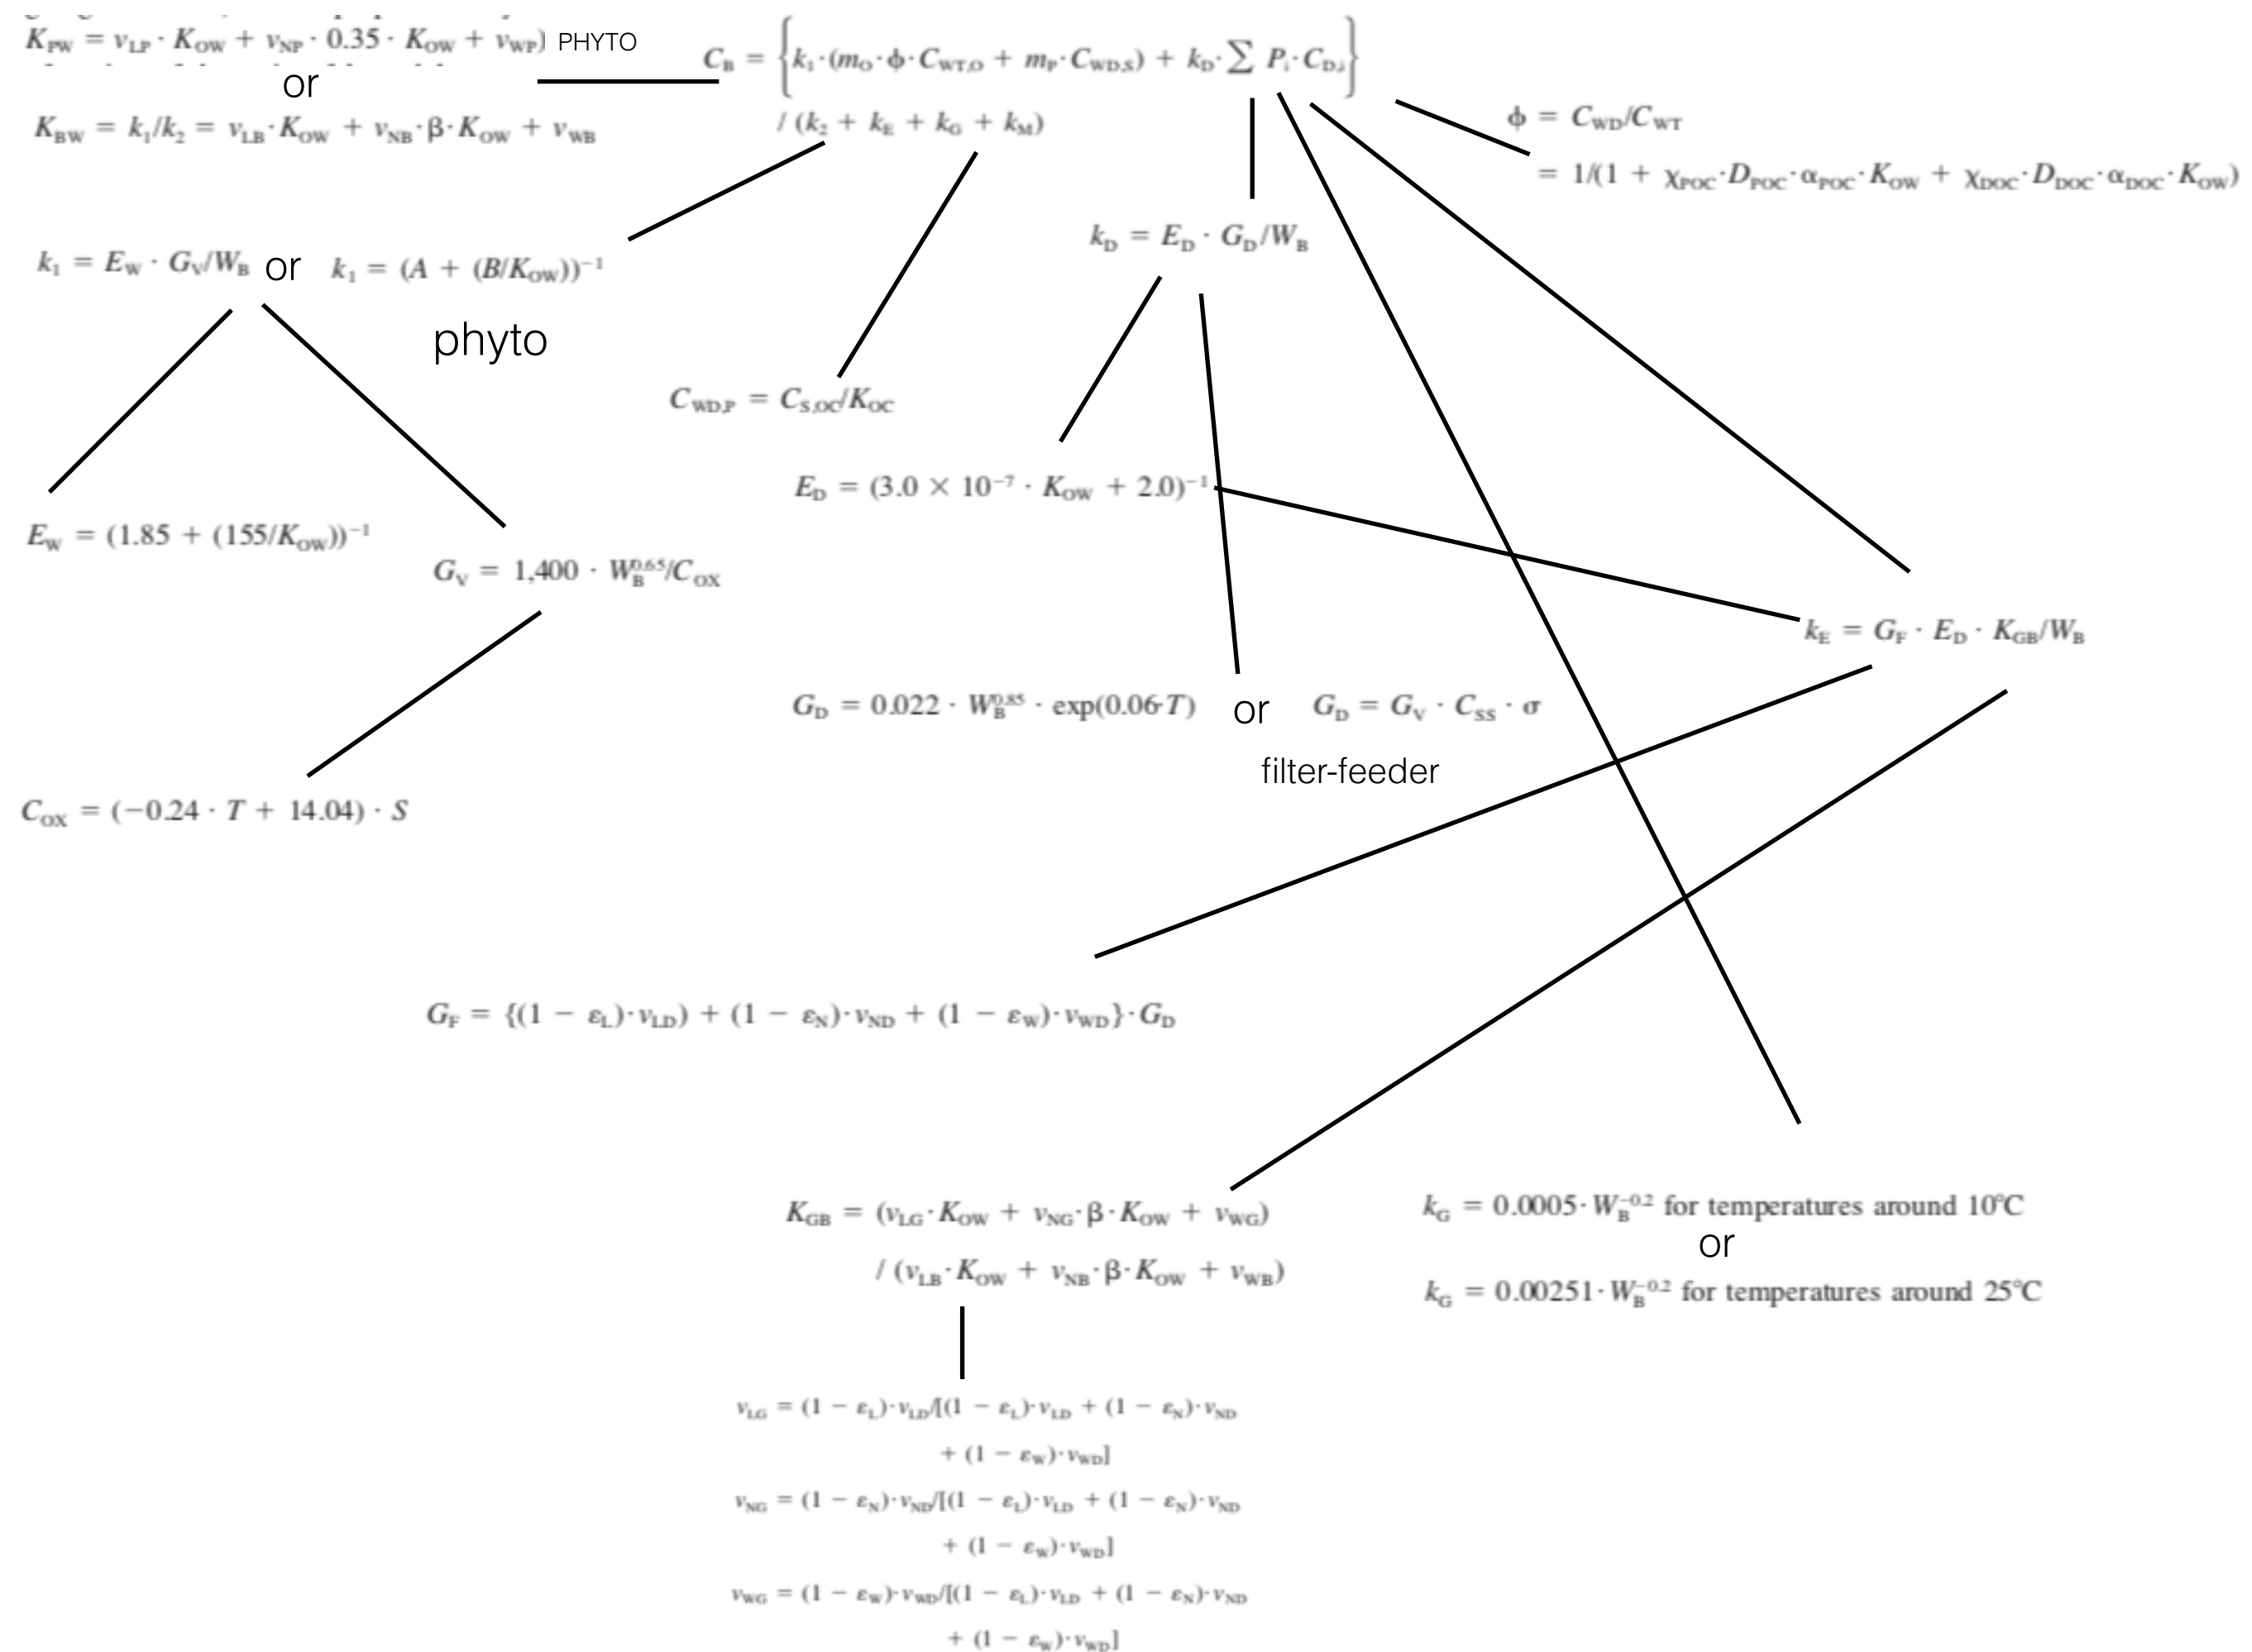 K_PW = v_LP · K_OW + v_NP · 0.35 · K_OW + v_WP) PHYTO
or
K_BW = k_1/k_2 = v_LB·K_OW + v_NB·β·K_OW + v_WB
C_B = {k_1·(m_O·ϕ·C_WT,O + m_P·C_WD,S) + k_D·∑ P_i·C_D,i}
/ (k_2 + k_E + k_G + k_M)
ϕ = C_WD/C_WT
= 1/(1 + χ_POC·D_POC·α_POC·K_OW + χ_DOC·D_DOC·α_DOC·K_OW)
k_1 = E_W · G_V/W_B or k_1 = (A + (B/K_OW))^−1
phyto
k_D = E_D · G_D/W_B
C_WD,P = C_S,OC/K_OC
E_D = (3.0 × 10^−7 · K_OW + 2.0)^−1
E_W = (1.85 + (155/K_OW))^−1
G_V = 1,400 · W_B^0.65/C_OX
k_E = G_F · E_D · K_GB/W_B
G_D = 0.022 · W_B^0.85 · exp(0.06·T) or G_D = G_V · C_SS · σ
filter-feeder
C_OX = (−0.24 · T + 14.04) · S
G_F = {(1 − ε_L)·v_LD) + (1 − ε_N)·v_ND + (1 − ε_W)·v_WD}·G_D
K_GB = (v_LG·K_OW + v_NG·β·K_OW + v_WG)
/ (v_LB·K_OW + v_NB·β·K_OW + v_WB)
k_G = 0.0005·W_B^−0.2 for temperatures around 10°C
or
k_G = 0.00251·W_B^−0.2 for temperatures around 25°C
v_LG = (1 − ε_L)·v_LD/[(1 − ε_L)·v_LD + (1 − ε_N)·v_ND
+ (1 − ε_W)·v_WD]
v_NG = (1 − ε_N)·v_ND/[(1 − ε_L)·v_LD + (1 − ε_N)·v_ND
+ (1 − ε_W)·v_WD]
v_WG = (1 − ε_W)·v_WD/[(1 − ε_L)·v_LD + (1 − ε_N)·v_ND
+ (1 − ε_W)·v_WD]